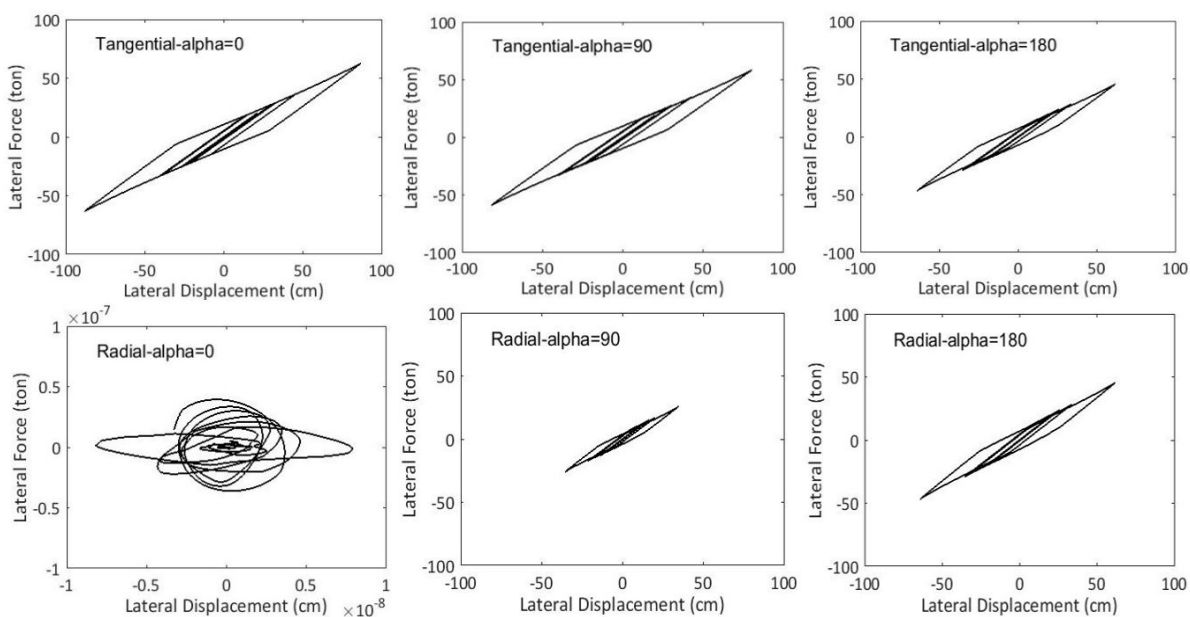 Tangential-alpha=0
100
50
0
-50
-100
-100 -50 0 50 100
Lateral Force (ton)
Lateral Displacement (cm)
Tangential-alpha=90
100
50
0
-50
-100
-100 -50 0 50 100
Lateral Force (ton)
Lateral Displacement (cm)
Tangential-alpha=180
100
50
0
-50
-100
-100 -50 0 50 100
Lateral Force (ton)
Lateral Displacement (cm)
×10⁻⁷
Radial-alpha=0
1
0.5
0
-0.5
-1
-1 -0.5 0 0.5 1
Lateral Force (ton)
Lateral Displacement (cm)
×10⁻⁸
Radial-alpha=90
100
50
0
-50
-100
-100 -50 0 50 100
Lateral Force (ton)
Lateral Displacement (cm)
Radial-alpha=180
100
50
0
-50
-100
-100 -50 0 50 100
Lateral Force (ton)
Lateral Displacement (cm)